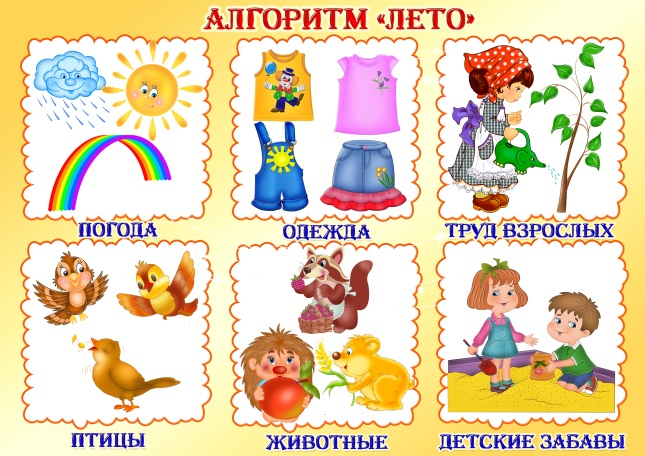 АЛГОРИТМ «ЛЕТО»
ПОГОДА
ОДЕЖДА
ТРУД ВЗРОСЛЫХ
ПТИЦЫ
ЖИВОТНЫЕ
ДЕТСКИЕ ЗАБАВЫ